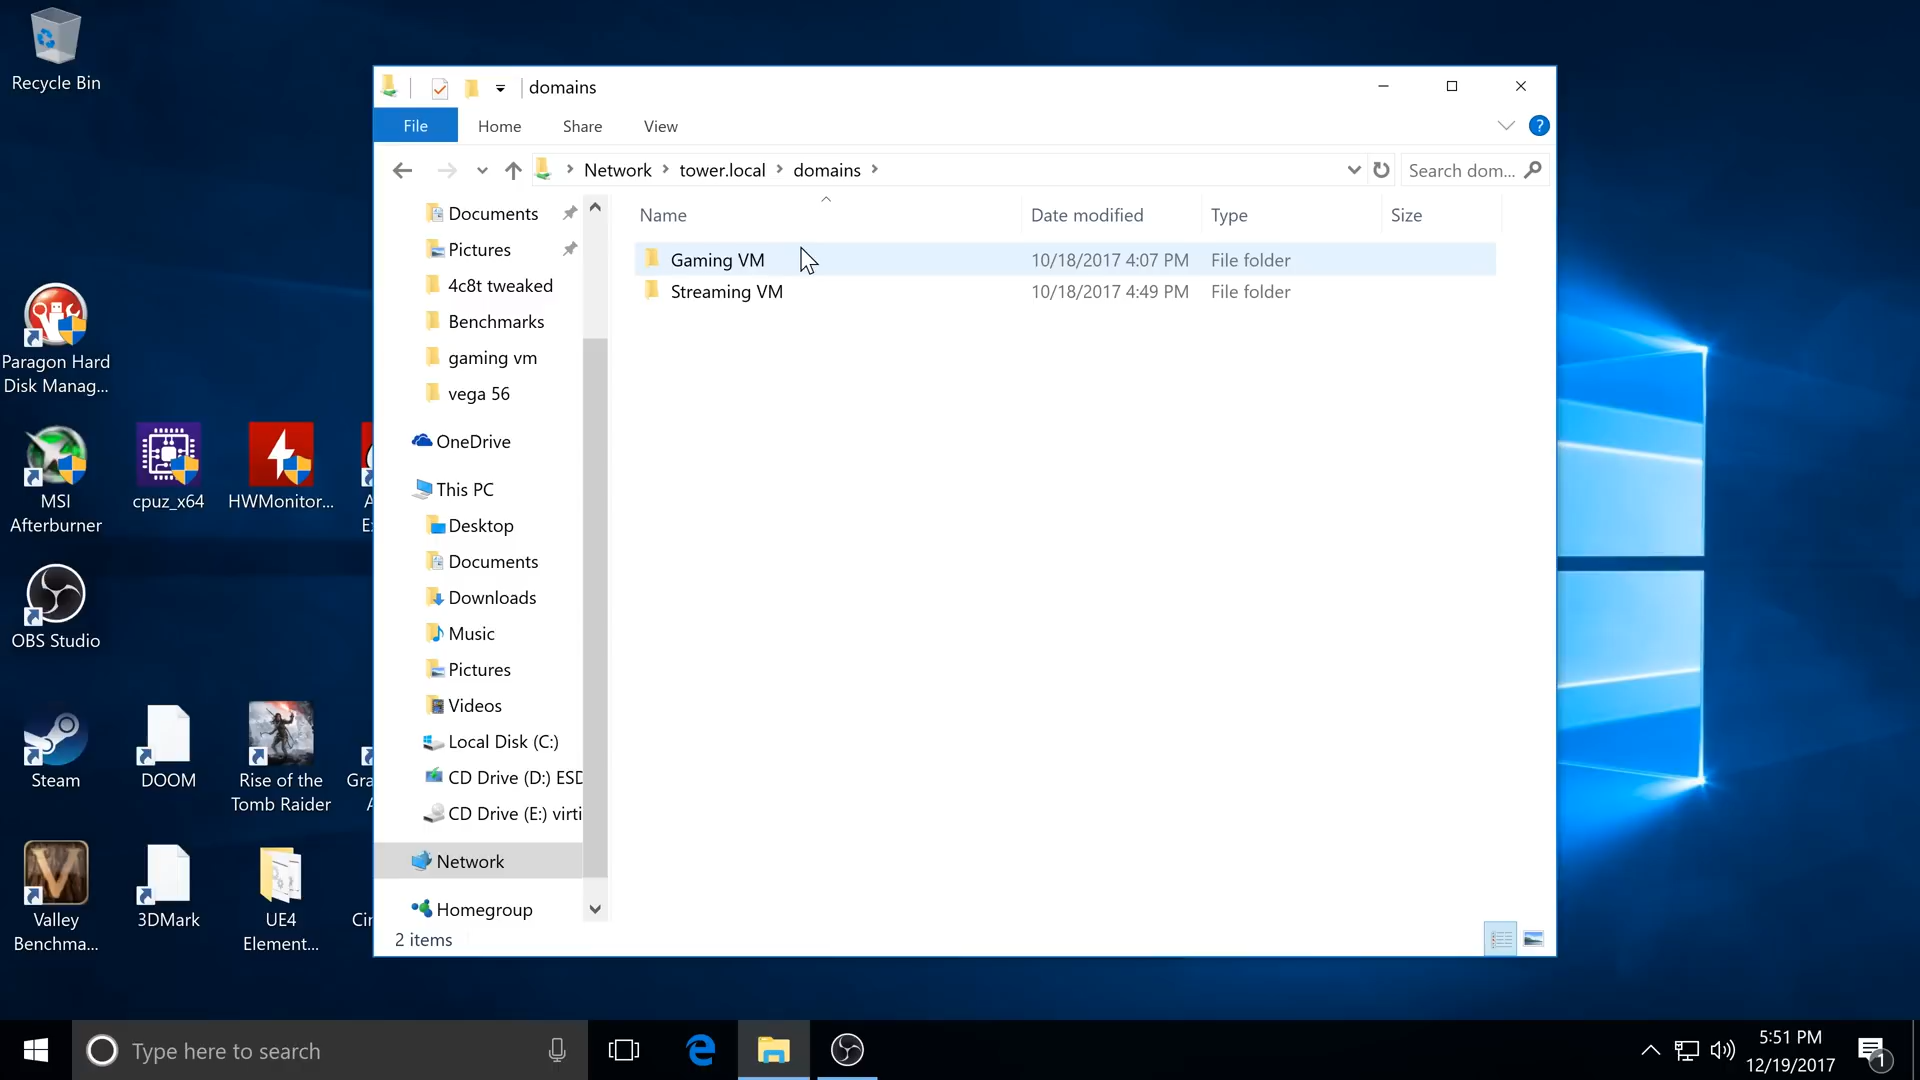 Recycle Bin
Paragon Hard
Disk Manag...
MSI
Afterburner
cpuz_x64
HWMonitor...
A
E
OBS Studio
Steam
DOOM
Rise of the
Tomb Raider
Gra
A
Valley
Benchma...
3DMark
UE4
Element...
Cin
domains
File
Home
Share
View
?
Network
tower.local
domains
Search dom...
Documents
Pictures
4c8t tweaked
Benchmarks
gaming vm
vega 56
OneDrive
This PC
Desktop
Documents
Downloads
Music
Pictures
Videos
Local Disk (C:)
CD Drive (D:) ESD
CD Drive (E:) virti
Network
Homegroup
Name Date modified Type Size
Gaming VM 10/18/2017 4:07 PM File folder
Streaming VM 10/18/2017 4:49 PM File folder
2 items
Type here to search
5:51 PM
12/19/2017
1